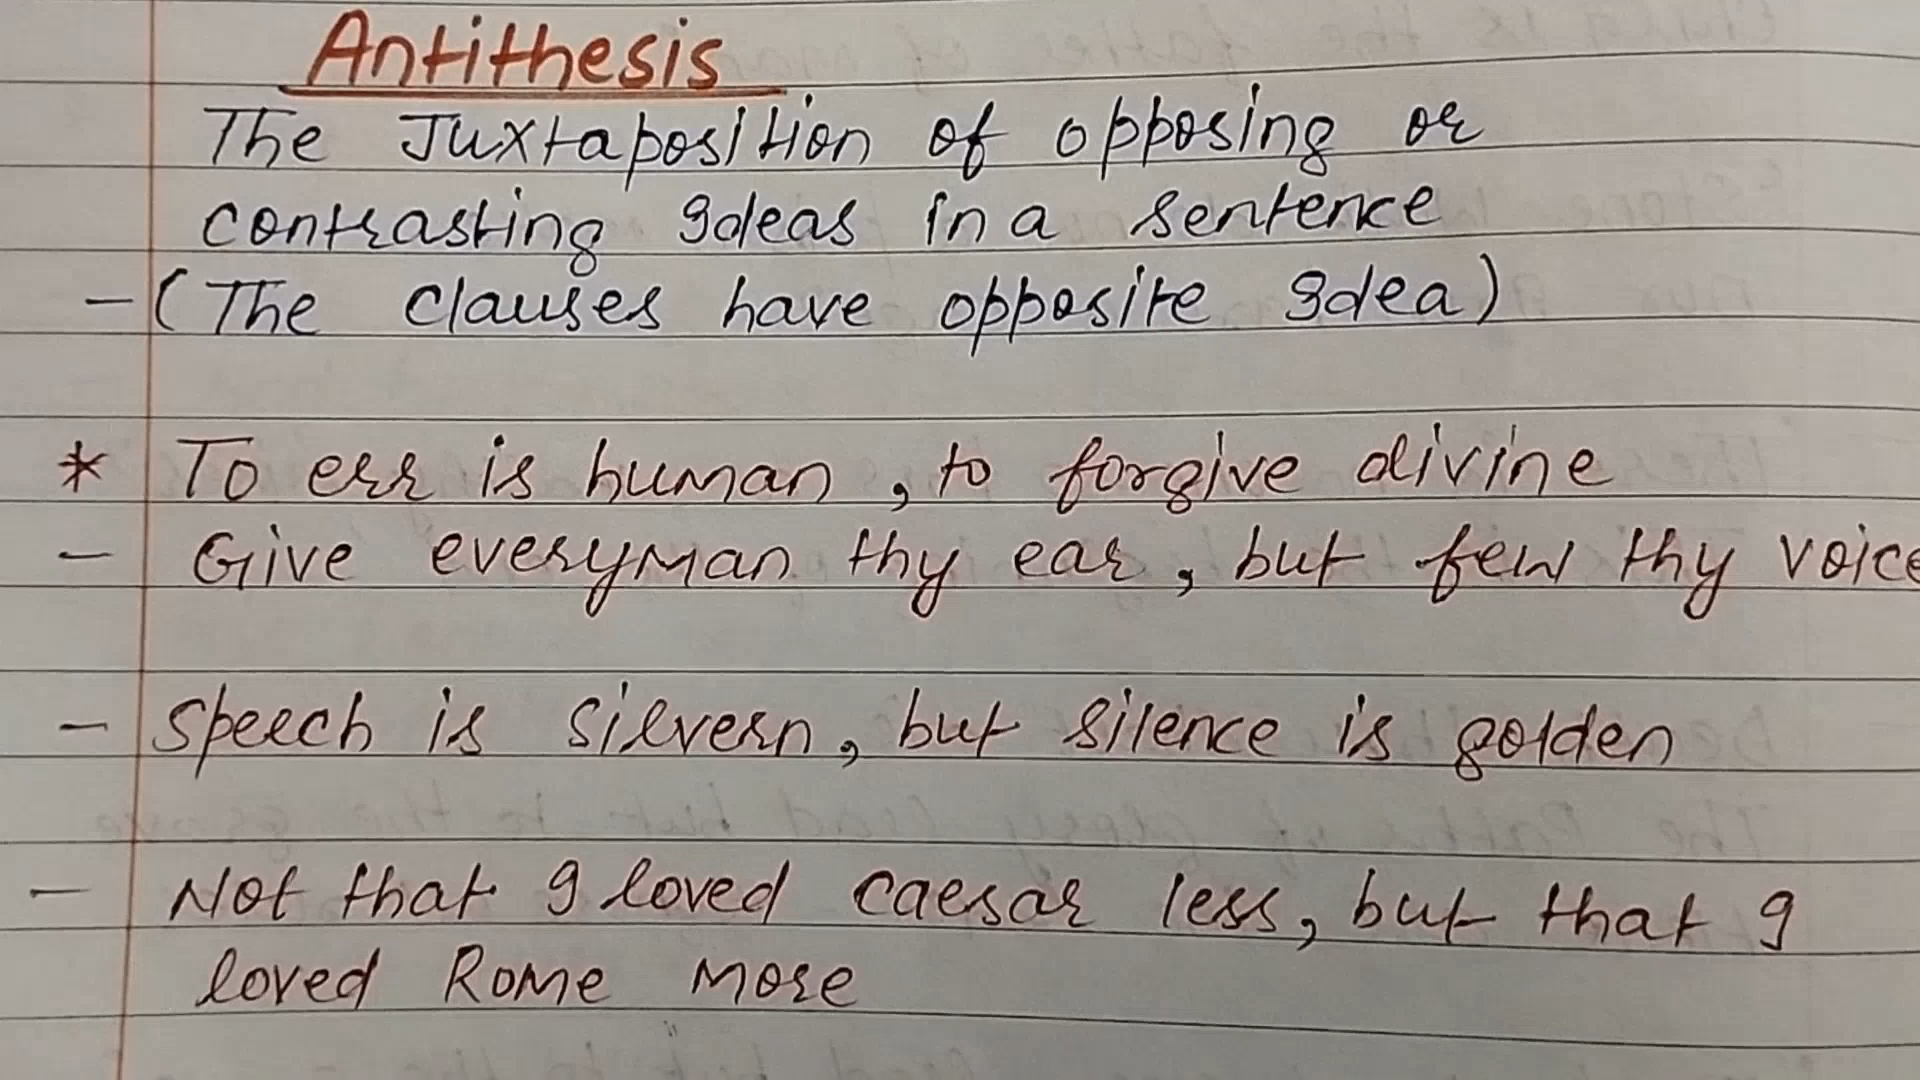 Antithesis
The Juxtaposition of opposing or
contrasting Ideas in a sentence
- (The clauses have opposite Idea)
* To err is human, to forgive divine
- Give everyman thy ear, but few thy voice
- Speech is silvern, but silence is golden
- Not that I loved caesar less, but that I
loved Rome more